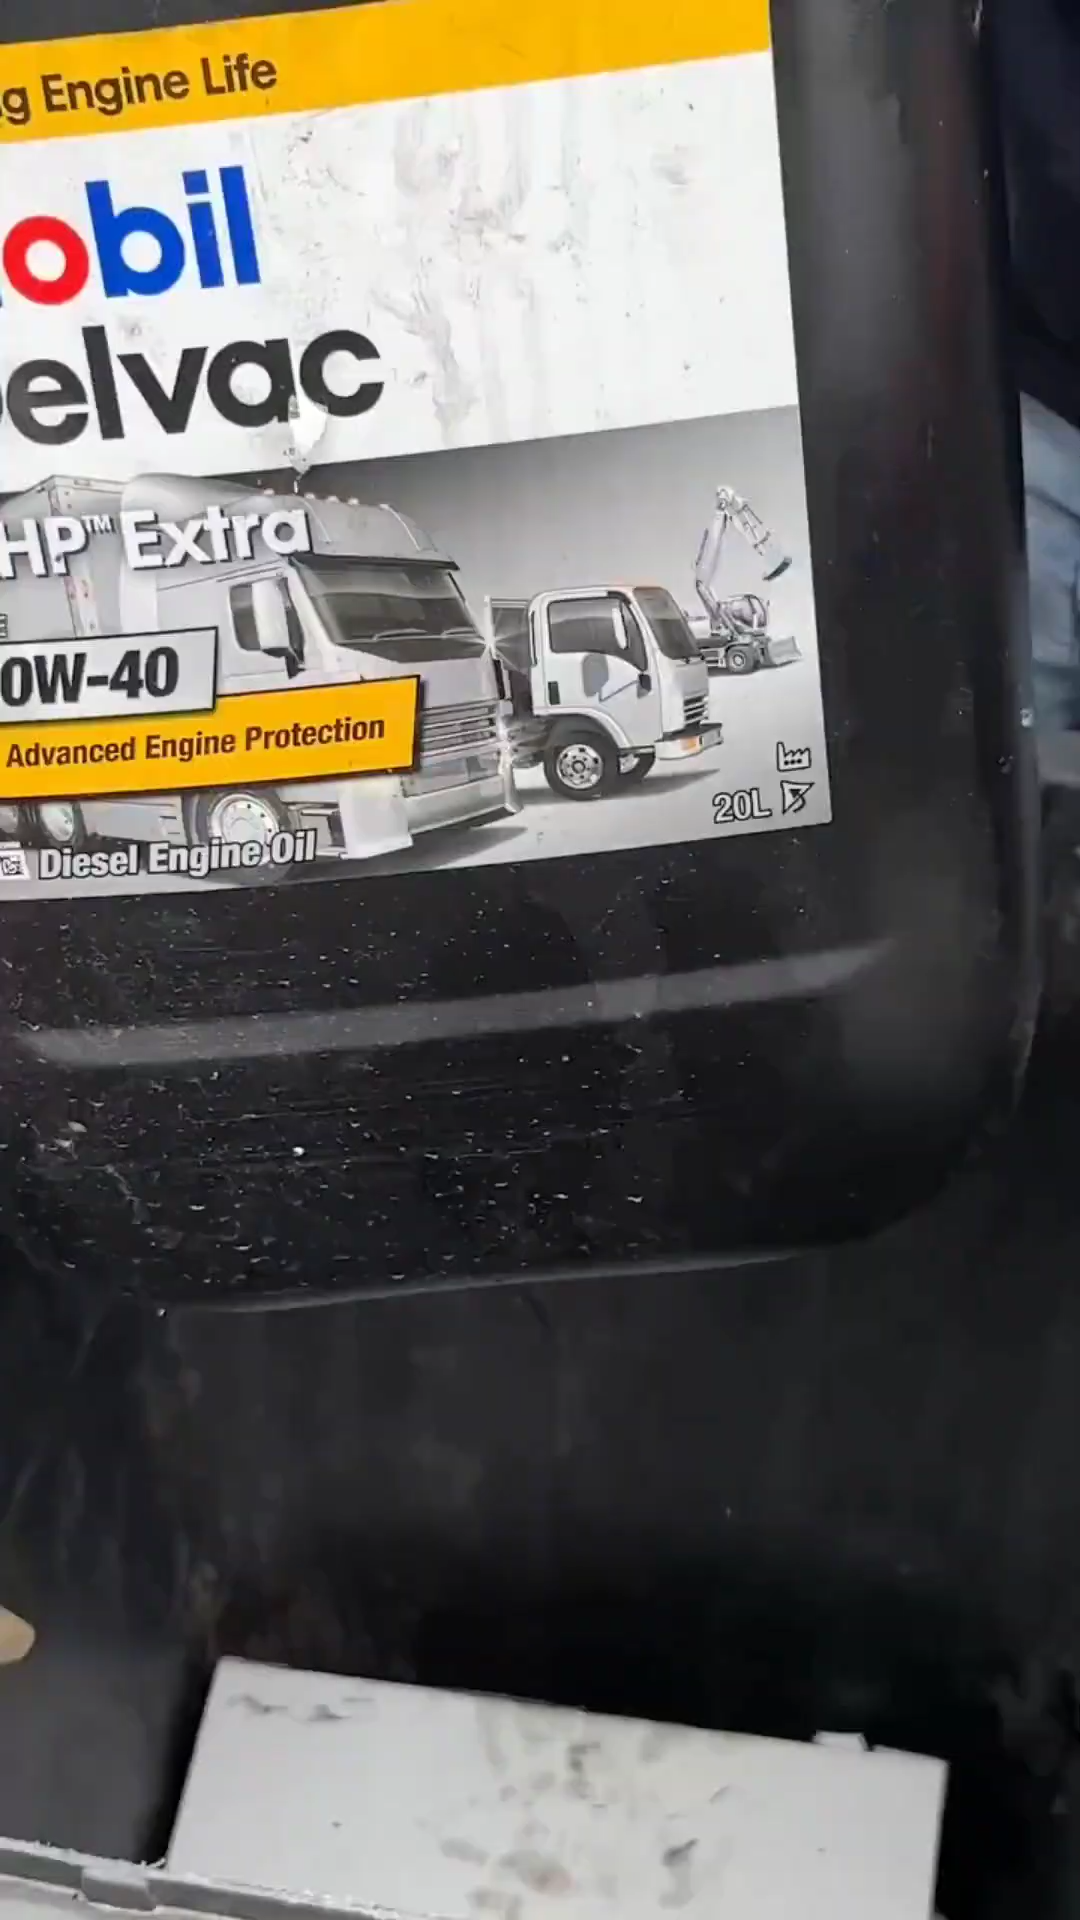 g Engine Life
obil
elvac
HP™ Extra
0W-40
Advanced Engine Protection
20L
Diesel Engine Oil